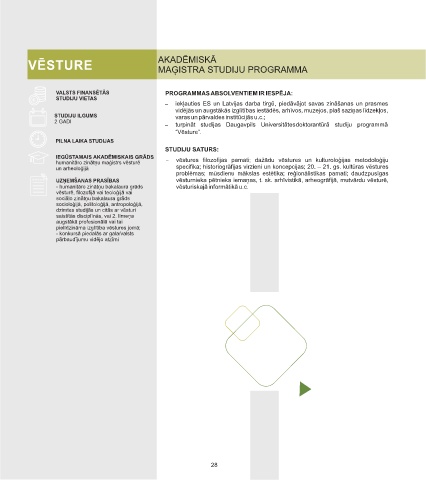 VĒSTURE
AKADĒMISKĀ
MAĢISTRA STUDIJU PROGRAMMA
VALSTS FINANSĒTĀS
STUDIJU VIETAS
STUDIJU ILGUMS
2 GADI
PILNA LAIKA STUDIJAS
IEGŪSTAMAIS AKADĒMISKAIS GRĀDS
humanitāro zinātņu maģistrs vēsturē
un arheoloģijā
UZŅEMŠANAS PRASĪBAS
- humanitāro zinātņu bakalaura grāds
vēsturē, filozofijā vai teoloģijā vai
sociālo zinātņu bakalaura grāds
socioloģijā, politoloģijā, antropoloģijā,
dzimtes studijās un citās ar vēsturi
saistītās disciplīnās, vai 2. līmeņa
augstākā profesionālā vai tai
pielīdzināma izglītība vēstures jomā;
- konkursā piedalās ar gala/valsts
pārbaudījumu vidējo atzīmi
PROGRAMMAS ABSOLVENTIEM IR IESPĒJA:
– iekļauties ES un Latvijas darba tirgū, piedāvājot savas zināšanas un prasmes
vidējās un augstākās izglītības iestādēs, arhīvos, muzejos, plaš saziņas līdzekļos,
varas un pārvaldes institūcijās u.c.;
– turpināt studijas Daugavpils Universitātesdoktorantūrā studiju programmā
"Vēsture".
STUDIJU SATURS:
- vēstures filozofijas pamati; dažādu vēstures un kulturoloģijas metodoloģiju
specifika; historiogrāfijas virzieni un koncepcijas; 20. – 21. gs. kultūras vēstures
problēmas; mūsdienu mākslas estētika; reģionālistikas pamati; daudzpusīgas
vēsturnieka pētnieka iemaņas, t. sk. arhīvistikā, arheogrāfijā, mutvārdu vēsturē,
vēsturiskajā informātikā u.c.
28